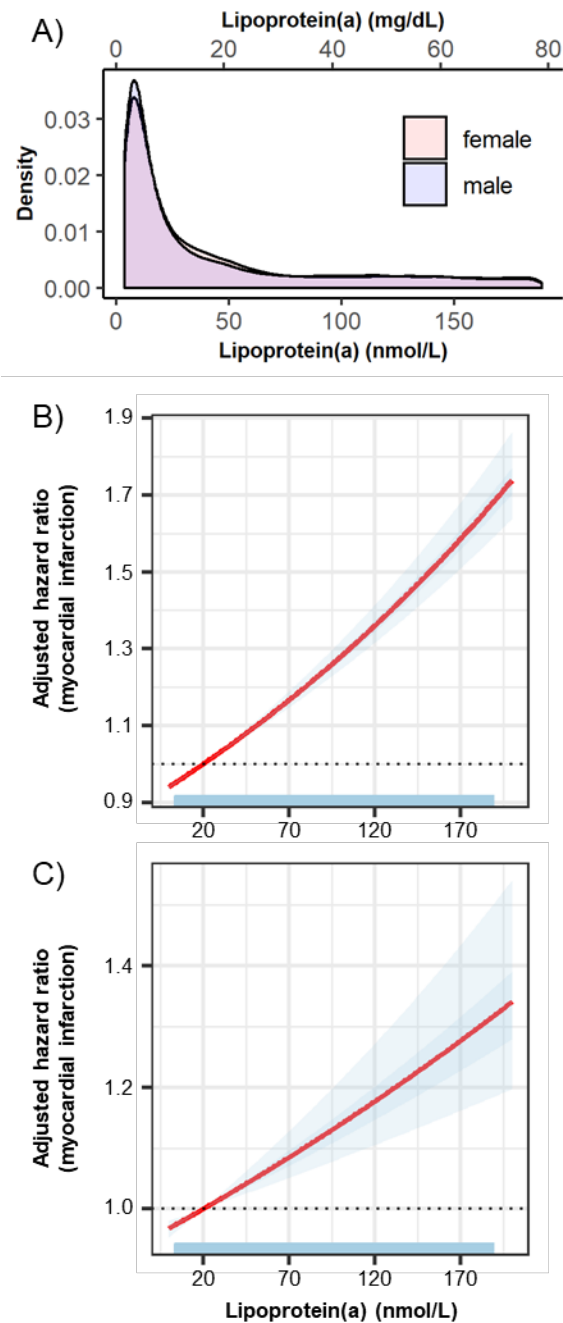 A)
Lipoprotein(a) (mg/dL)
0 20 40 60 80
Density
0.03
0.02
0.01
0.00
female
male
0 50 100 150
Lipoprotein(a) (nmol/L)
B)
Adjusted hazard ratio
(myocardial infarction)
1.9
1.7
1.5
1.3
1.1
0.9
20 70 120 170
C)
Adjusted hazard ratio
(myocardial infarction)
1.4
1.2
1.0
20 70 120 170
Lipoprotein(a) (nmol/L)